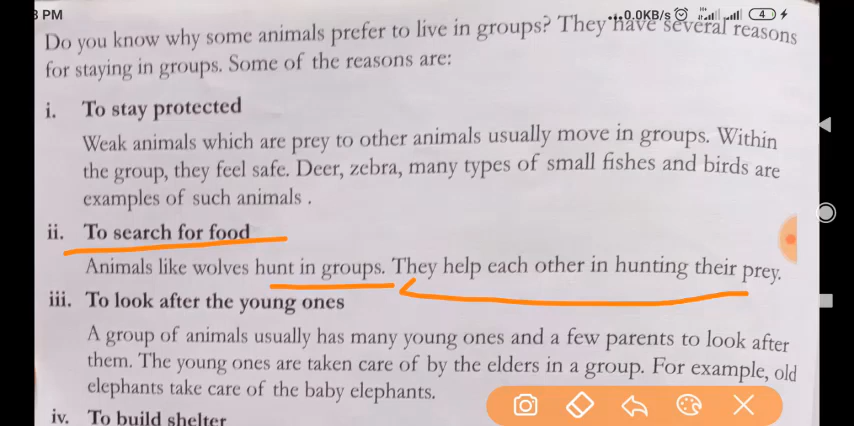 3 PM
0.0KB/s
4
Do you know why some animals prefer to live in groups? They have several reasons
for staying in groups. Some of the reasons are:
i. To stay protected
Weak animals which are prey to other animals usually move in groups. Within
the group, they feel safe. Deer, zebra, many types of small fishes and birds are
examples of such animals .
ii. To search for food
Animals like wolves hunt in groups. They help each other in hunting their prey.
iii. To look after the young ones
A group of animals usually has many young ones and a few parents to look after
them. The young ones are taken care of by the elders in a group. For example, old
elephants take care of the baby elephants.
iv. To build shelter